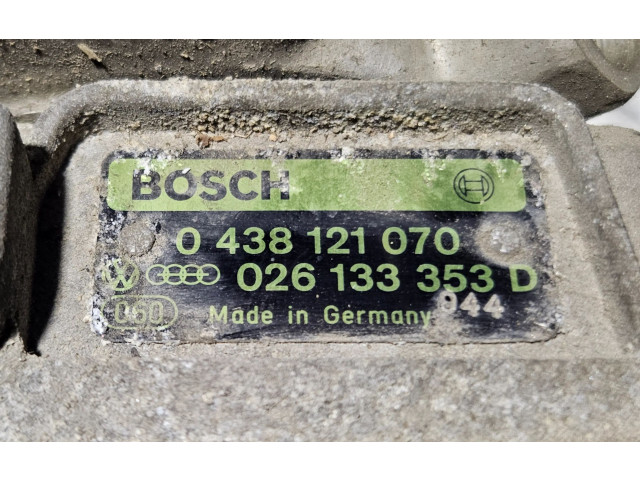 BOSCH
0 438 121 070
026 133 353 D
060
Made in Germany 944